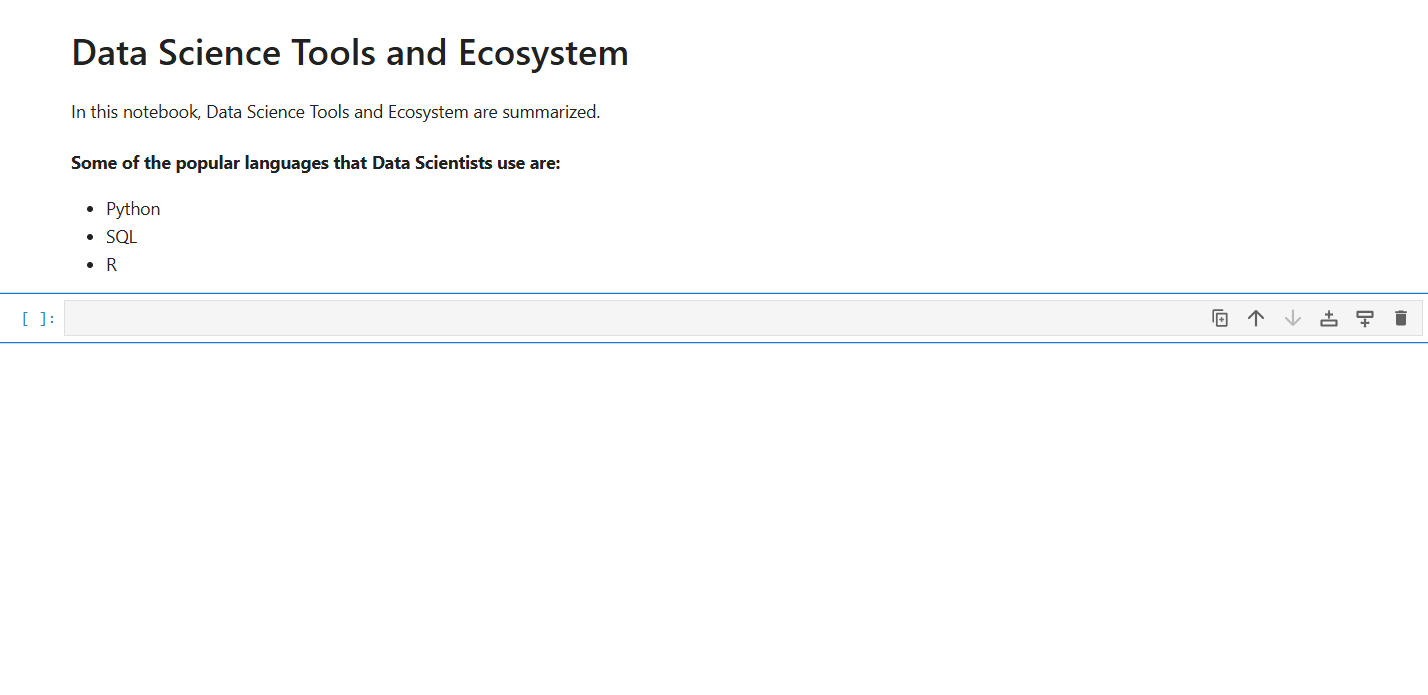 Data Science Tools and Ecosystem
In this notebook, Data Science Tools and Ecosystem are summarized.
Some of the popular languages that Data Scientists use are:
• Python
• SQL
• R
[ ]: